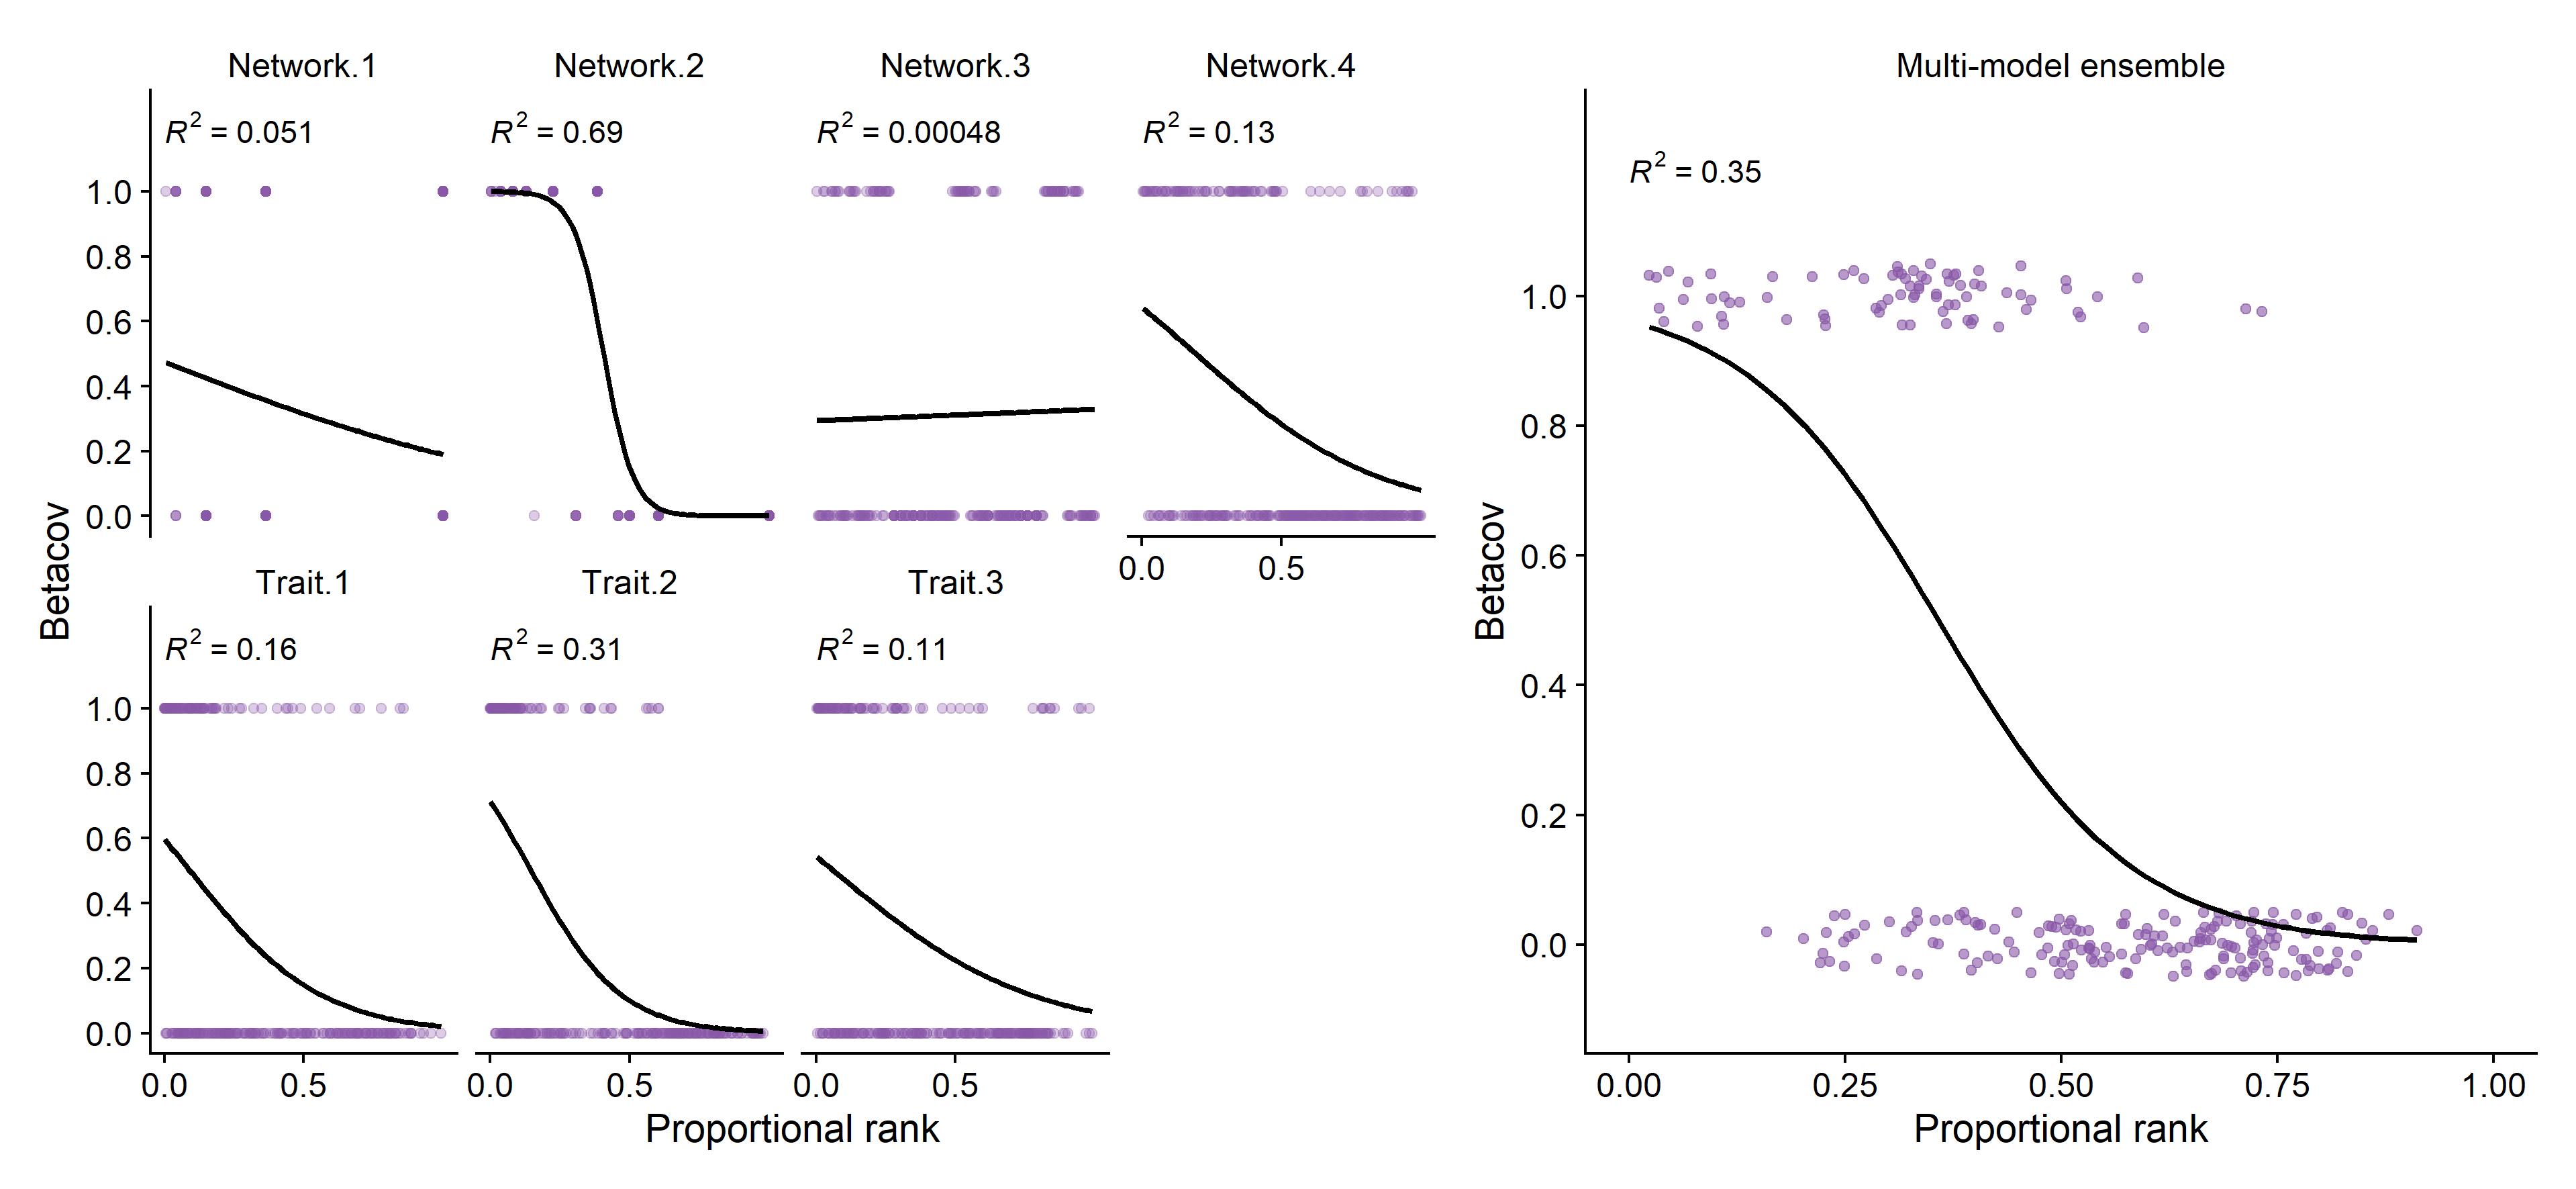 Network.1 Network.2 Network.3 Network.4 Multi-model ensemble
R² = 0.051 R² = 0.69 R² = 0.00048 R² = 0.13
R² = 0.35
1.0
0.8
0.6
0.4
0.2
0.0
0.0 0.5
Betacov
Trait.1 Trait.2 Trait.3
R² = 0.16 R² = 0.31 R² = 0.11
1.0
0.8
0.6
0.4
0.2
0.0
0.0 0.5 0.0 0.5 0.0 0.5
Proportional rank
Betacov
1.0
0.8
0.6
0.4
0.2
0.0
0.00 0.25 0.50 0.75 1.00
Proportional rank